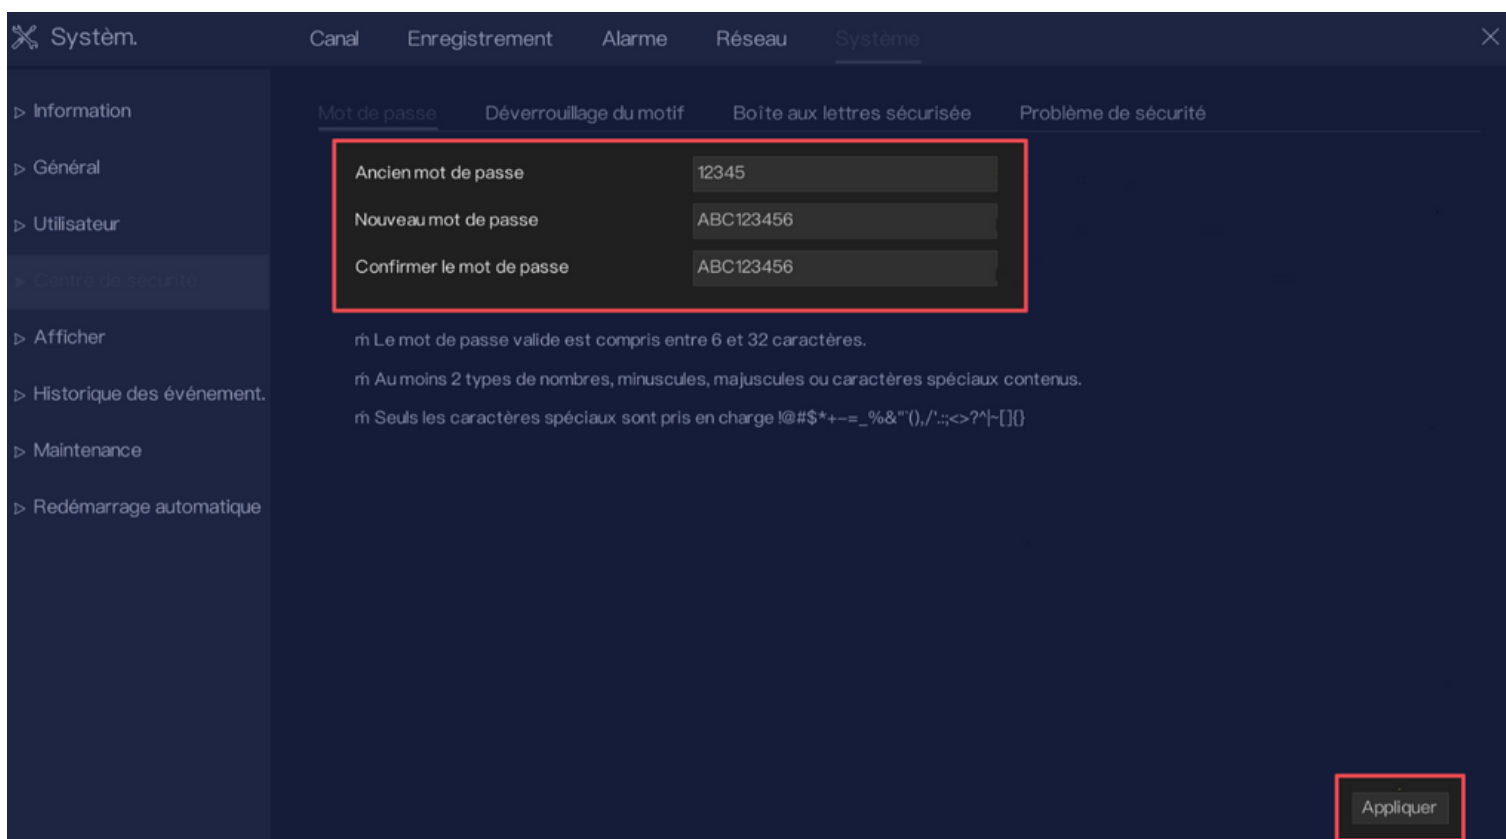 Systèm.
Canal Enregistrement Alarme Réseau Système
Information
Général
Utilisateur
Centre de sécurité
Afficher
Historique des événement.
Maintenance
Redémarrage automatique
Mot de passe Déverrouillage du motif Boîte aux lettres sécurisée Problème de sécurité
Ancien mot de passe 12345
Nouveau mot de passe ABC123456
Confirmer le mot de passe ABC123456
ḿ Le mot de passe valide est compris entre 6 et 32 caractères.
ḿ Au moins 2 types de nombres, minuscules, majuscules ou caractères spéciaux contenus.
ḿ Seuls les caractères spéciaux sont pris en charge !@#$*+-=_%&"`(),/'.:;<>?^|~[]{}
Appliquer